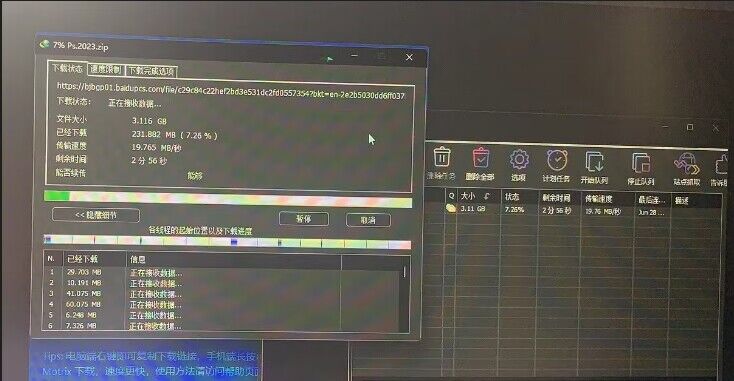 7% Ps.2023.zip
下载状态 速度限制 下载完成选项
https://bjbgp01.baidupcs.com/file/c29c84c22hef2bd3e531dc2fd0557354?bkt=en-2e2b5030dd6ff037
下载状态: 正在接收数据...
文件大小 3.116 GB
已经下载 231.882 MB ( 7.26 % )
传输速度 19.765 MB/秒
剩余时间 2 分 56 秒
能否续传 能够
<< 隐藏细节 暂停 取消
各线程的起始位置以及下载进度
N. 已经下载 信息
1 29.703 MB 正在接收数据...
2 10.191 MB 正在接收数据...
3 41.075 MB 正在接收数据...
4 60.075 MB 正在接收数据...
5 6.248 MB 正在接收数据...
6 7.326 MB 正在接收数据...
删除任务 删除全部 选项 计划任务 开始队列 停止队列 站点抓取 告诉
Q 大小 状态 剩余时间 传输速度 最后连... 描述
3.11 GB 7.26% 2 分 56 秒 19.76 MB/秒 Jun 28 ...
Tips: 电脑端右键即可复制下载链接，手机端长按
Matrix 下载，速度更快，使用方法请访问帮助页面